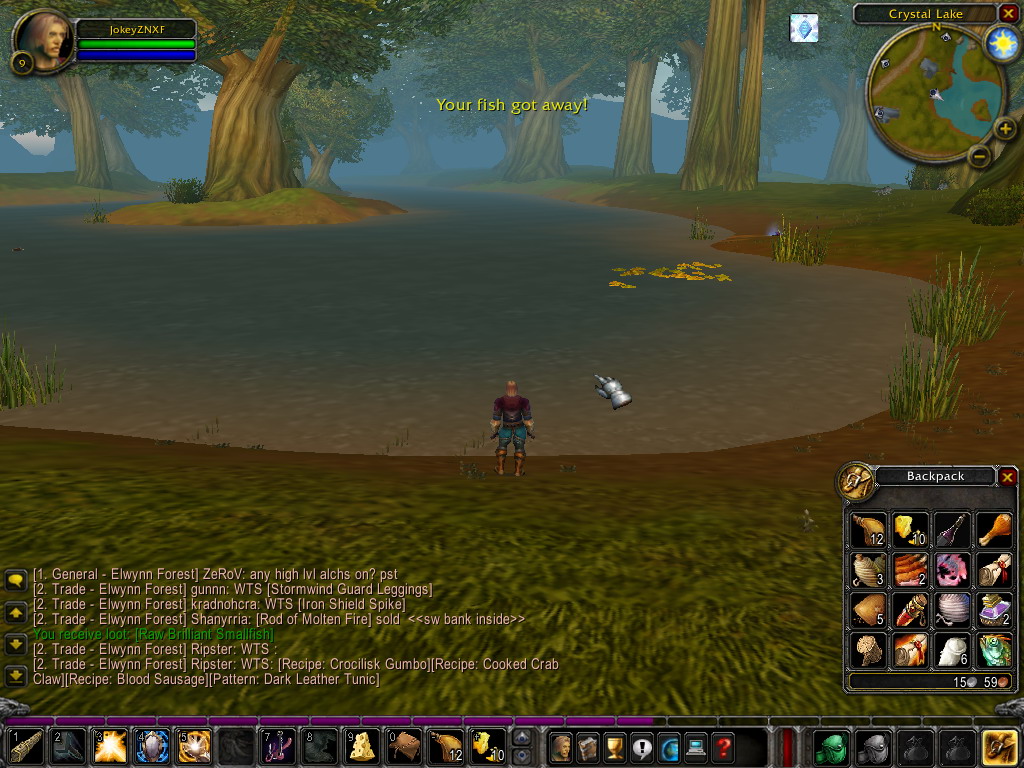 JokeyZNXF
9
Crystal Lake
N
Your fish got away!
Backpack
12 10
3 2
5 2
6
15 59
[1. General - Elwynn Forest] ZeRoV: any high lvl alchs on? pst
[2. Trade - Elwynn Forest] gunnn: WTS [Stormwind Guard Leggings]
[2. Trade - Elwynn Forest] kradnohcra: WTS [Iron Shield Spike]
[2. Trade - Elwynn Forest] Shanyrria: [Rod of Molten Fire] sold <<sw bank inside>>
You receive loot: [Raw Brilliant Smallfish]
[2. Trade - Elwynn Forest] Ripster: WTS :
[2. Trade - Elwynn Forest] Ripster: WTS: [Recipe: Crocilisk Gumbo][Recipe: Cooked Crab
Claw][Recipe: Blood Sausage][Pattern: Dark Leather Tunic]
1 2 3 4 5 7 8 9 0 12 10